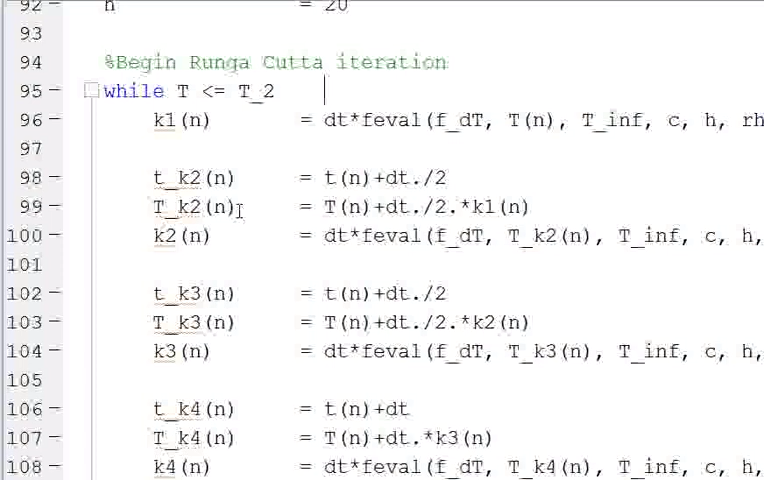 92 — h = 20
93
94 %Begin Runga Cutta iteration
95 — while T <= T_2
96 — k1(n) = dt*feval(f_dT, T(n), T_inf, c, h, rh
97
98 — t_k2(n) = t(n)+dt./2
99 — T_k2(n) = T(n)+dt./2.*k1(n)
100 — k2(n) = dt*feval(f_dT, T_k2(n), T_inf, c, h,
101
102 — t_k3(n) = t(n)+dt./2
103 — T_k3(n) = T(n)+dt./2.*k2(n)
104 — k3(n) = dt*feval(f_dT, T_k3(n), T_inf, c, h,
105
106 — t_k4(n) = t(n)+dt
107 — T_k4(n) = T(n)+dt.*k3(n)
108 — k4(n) = dt*feval(f_dT, T_k4(n), T_inf, c, h,